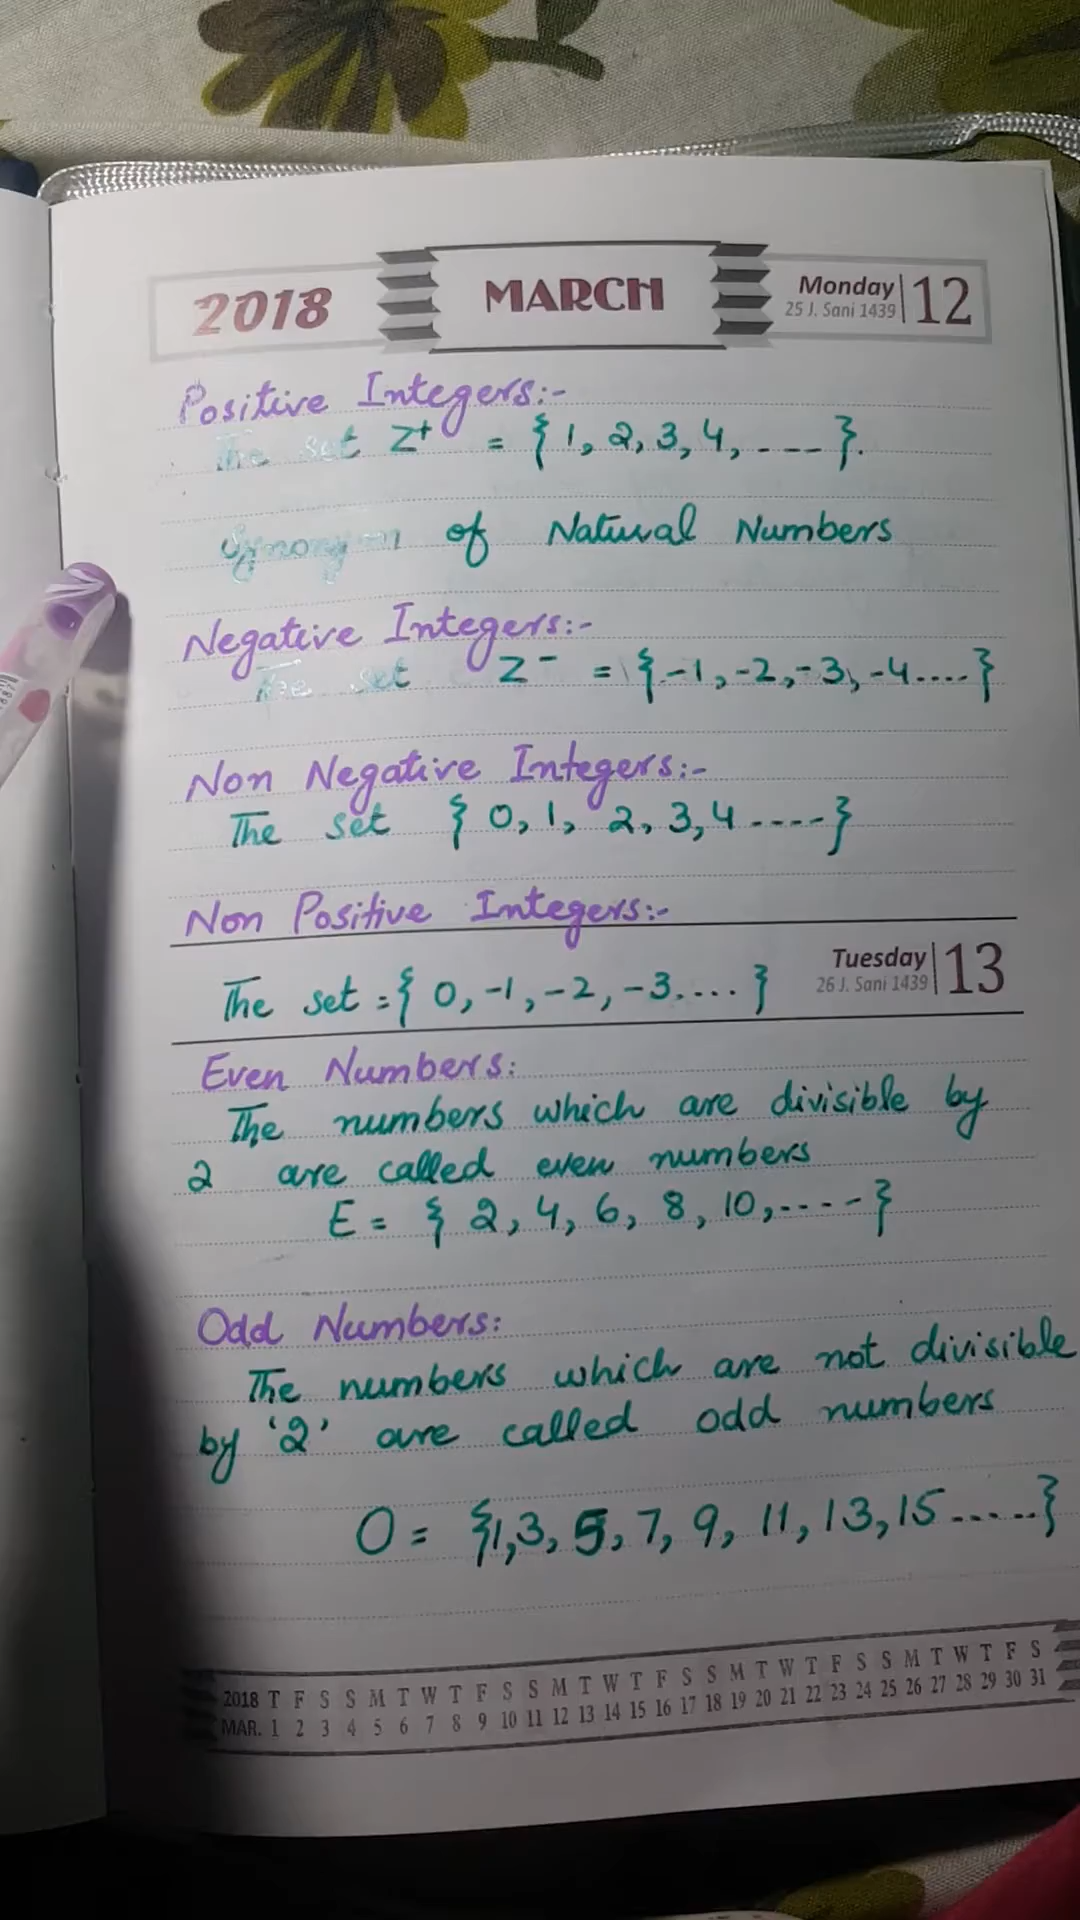 2018 MARCH Monday 12
25 J. Sani 1439
Positive Integers:-
The set Z+ = { 1, 2, 3, 4, ---- }.
Synonym of Natural Numbers
Negative Integers:-
The set Z- = { -1, -2, -3, -4.... }
Non Negative Integers:-
The set { 0, 1, 2, 3, 4 ----- }
Non Positive Integers:-
Tuesday 13
26 J. Sani 1439
The set = { 0, -1, -2, -3.... }
Even Numbers:
The numbers which are divisible by
2 are called even numbers
E = { 2, 4, 6, 8, 10, ----- }
Odd Numbers:
The numbers which are not divisible
by '2' are called odd numbers
O = {1, 3, 5, 7, 9, 11, 13, 15 ......}
2018 T F S S M T W T F S S M T W T F S S M T W T F S S M T W T F S
MAR. 1 2 3 4 5 6 7 8 9 10 11 12 13 14 15 16 17 18 19 20 21 22 23 24 25 26 27 28 29 30 31